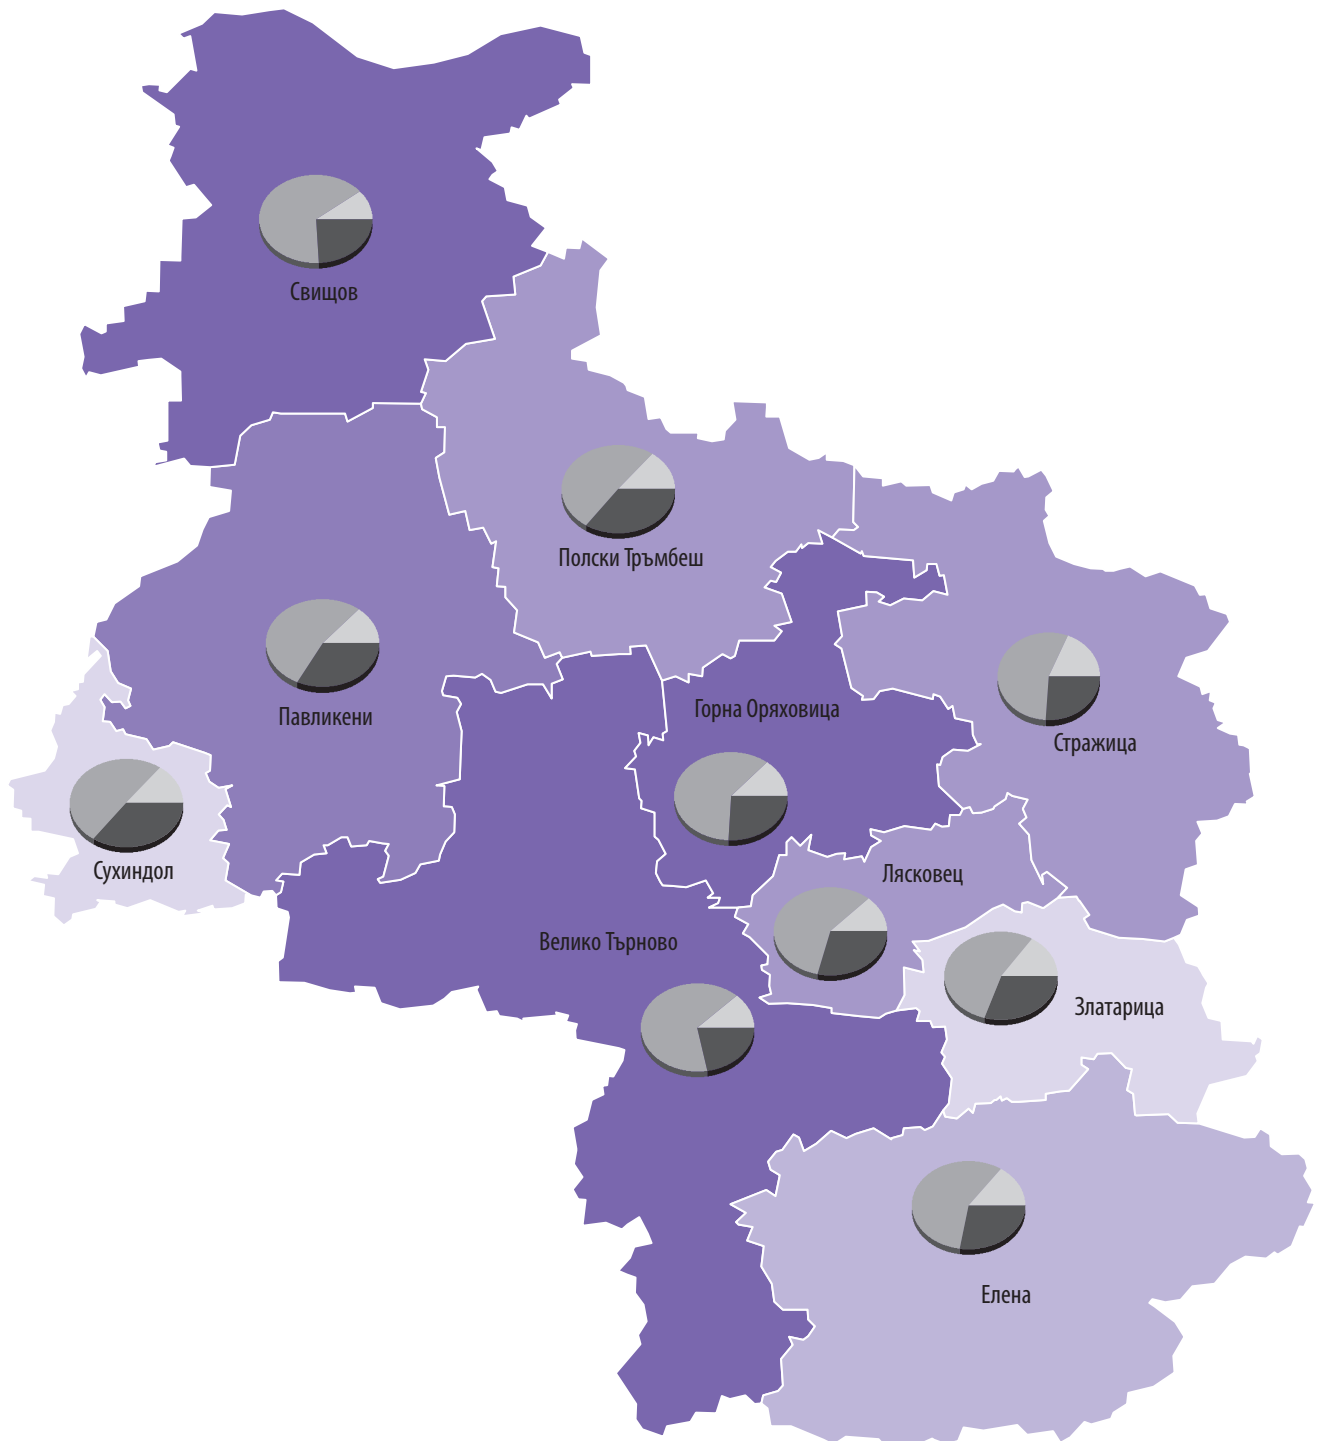 Свищов
Полски Тръмбеш
Павликени
Горна Оряховица
Стражица
Сухиндол
Лясковец
Велико Търново
Златарица
Елена